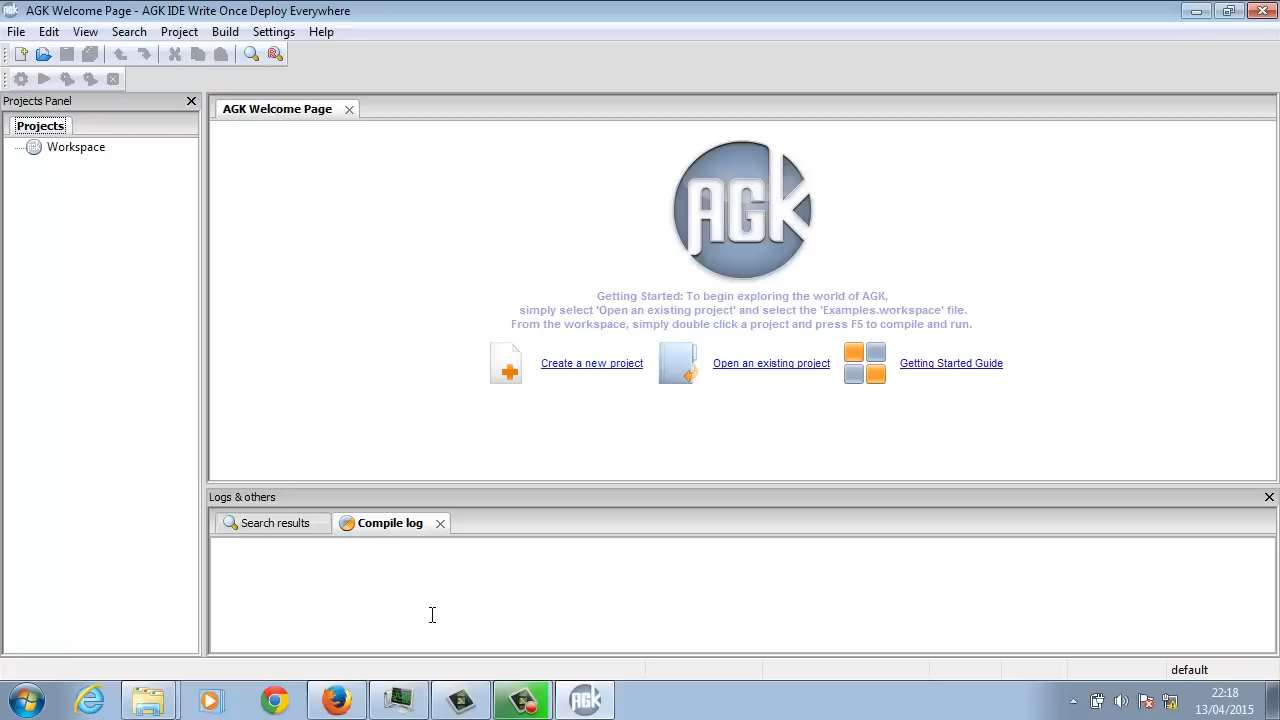 AGK Welcome Page - AGK IDE Write Once Deploy Everywhere
File Edit View Search Project Build Settings Help
Projects Panel
Projects
Workspace
AGK Welcome Page
AGK
Getting Started: To begin exploring the world of AGK,
simply select 'Open an existing project' and select the 'Examples.workspace' file.
From the workspace, simply double click a project and press F5 to compile and run.
Create a new project Open an existing project Getting Started Guide
Logs & others
Search results Compile log
default
AGK
22:18
13/04/2015